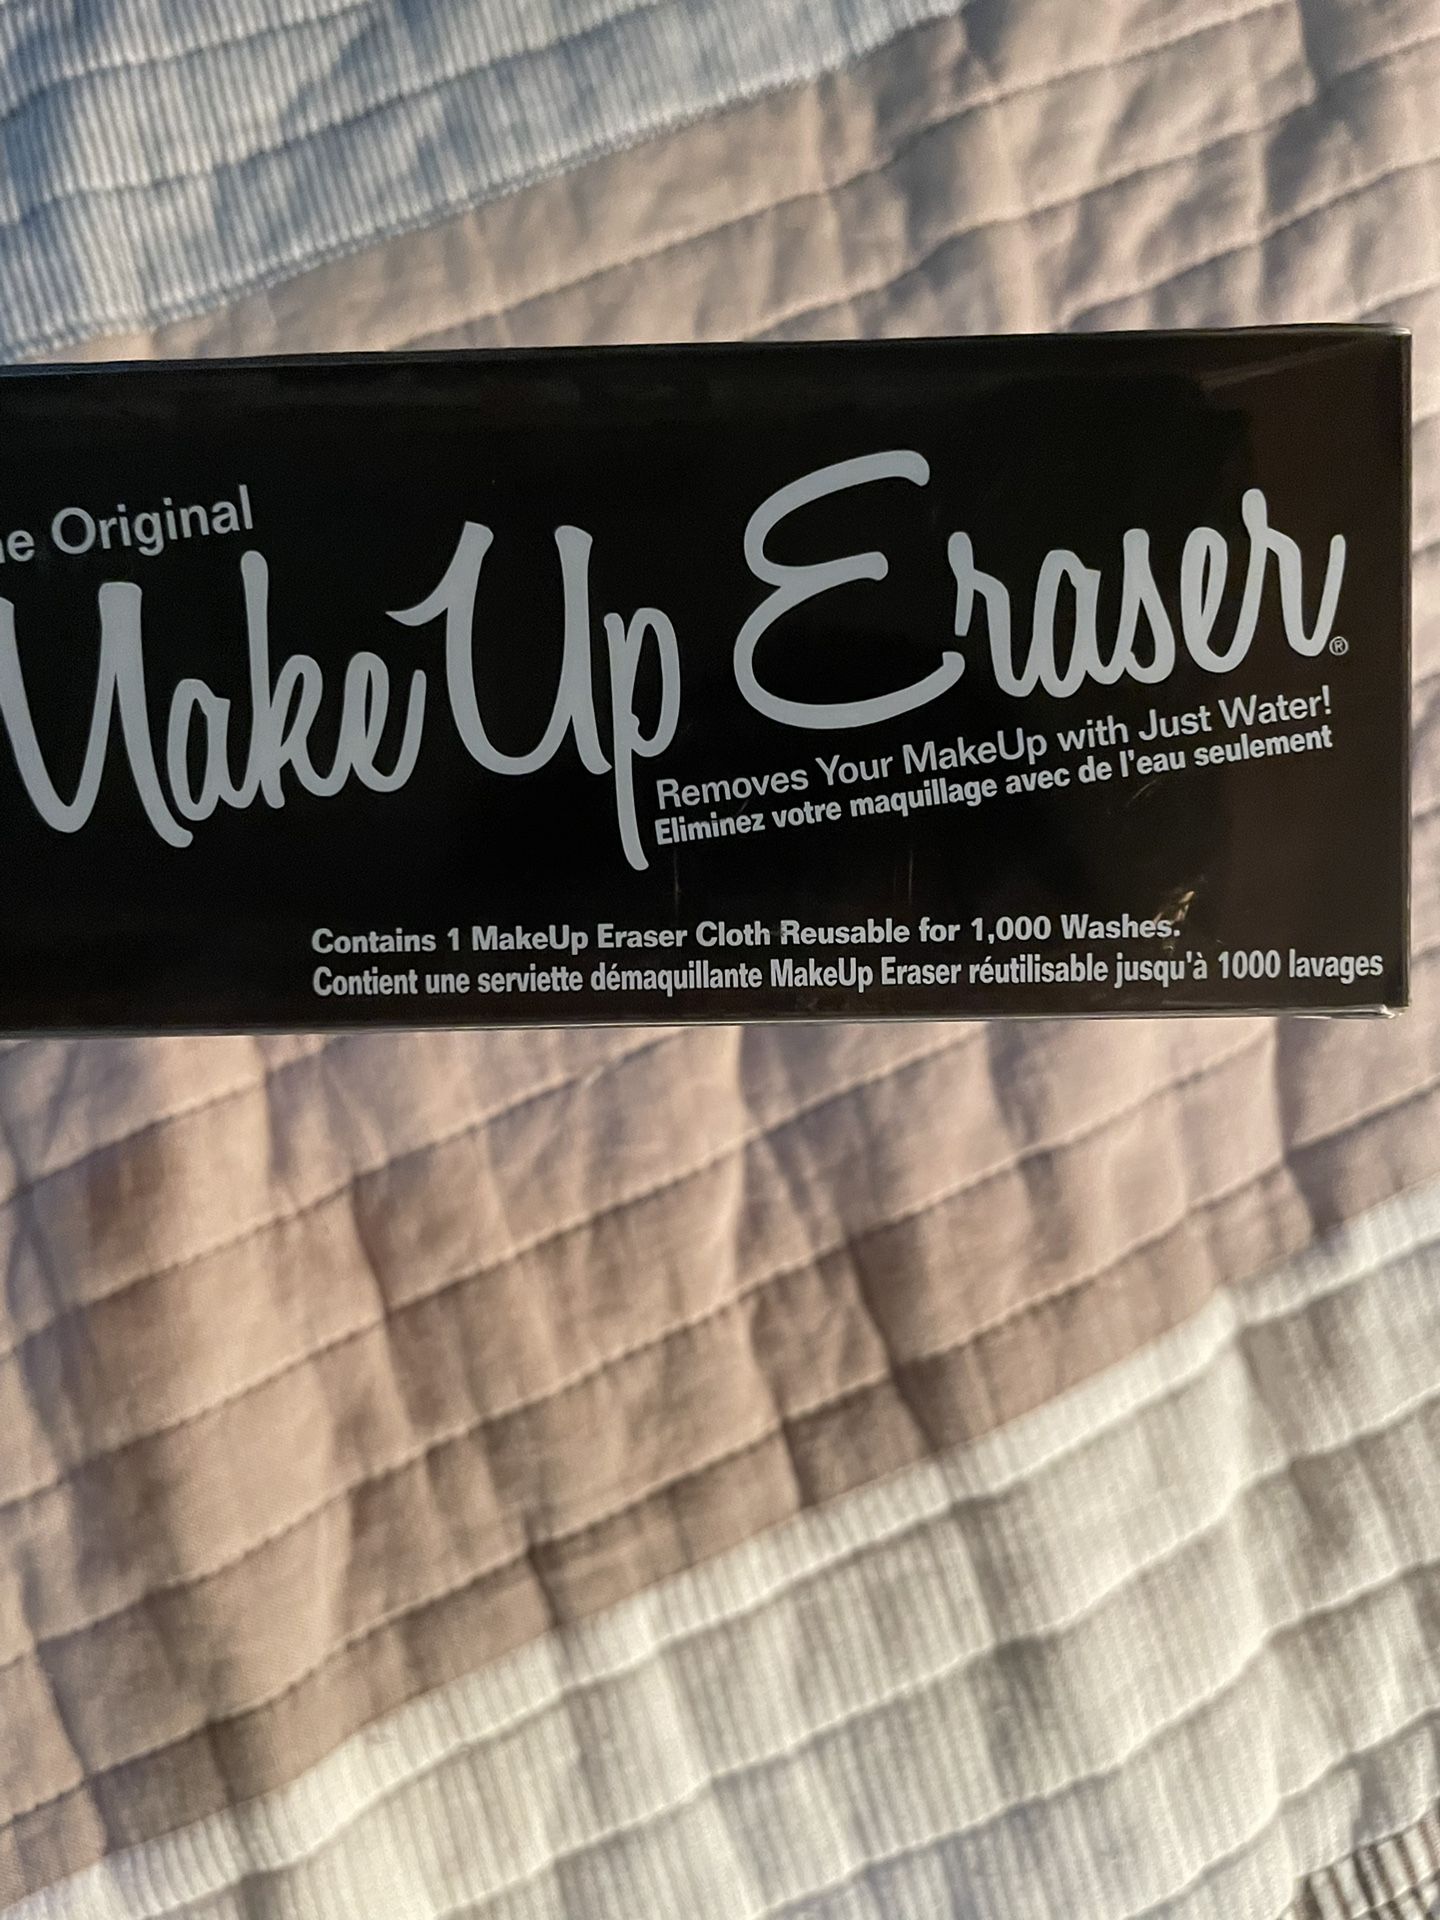 The Original
MakeUp Eraser®
Removes Your MakeUp with Just Water!
Eliminez votre maquillage avec de l'eau seulement
Contains 1 MakeUp Eraser Cloth Reusable for 1,000 Washes.
Contient une serviette démaquillante MakeUp Eraser réutilisable jusqu'à 1000 lavages